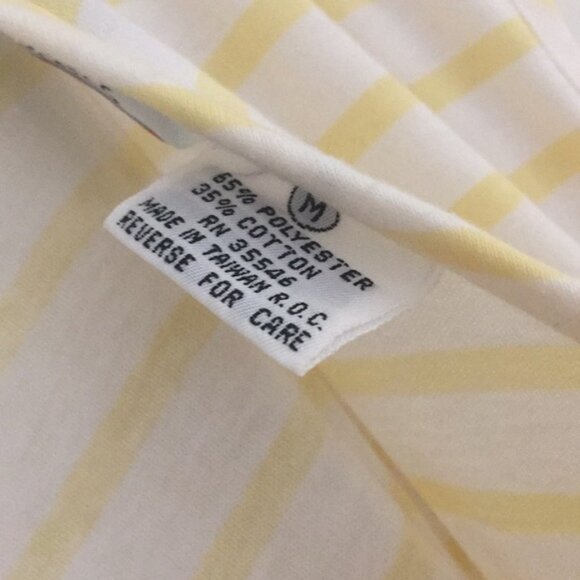 M
65% POLYESTER
35% COTTON
RN 35546
MADE IN TAIWAN R.O.C.
REVERSE FOR CARE